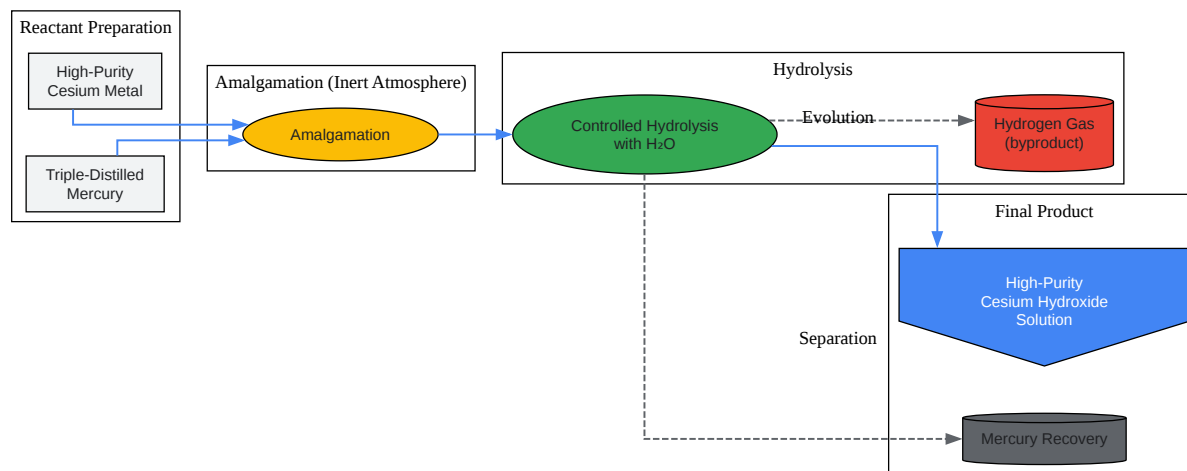 Reactant Preparation
High-Purity
Cesium Metal
Triple-Distilled
Mercury
Amalgamation (Inert Atmosphere)
Amalgamation
Hydrolysis
Controlled Hydrolysis
with H₂O
Evolution
Hydrogen Gas
(byproduct)
Final Product
High-Purity
Cesium Hydroxide
Solution
Separation
Mercury Recovery